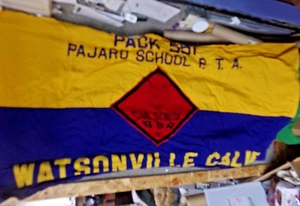 PACK 551
PAJARO SCHOOL P. T. A.
WATSONVILLE CALIF